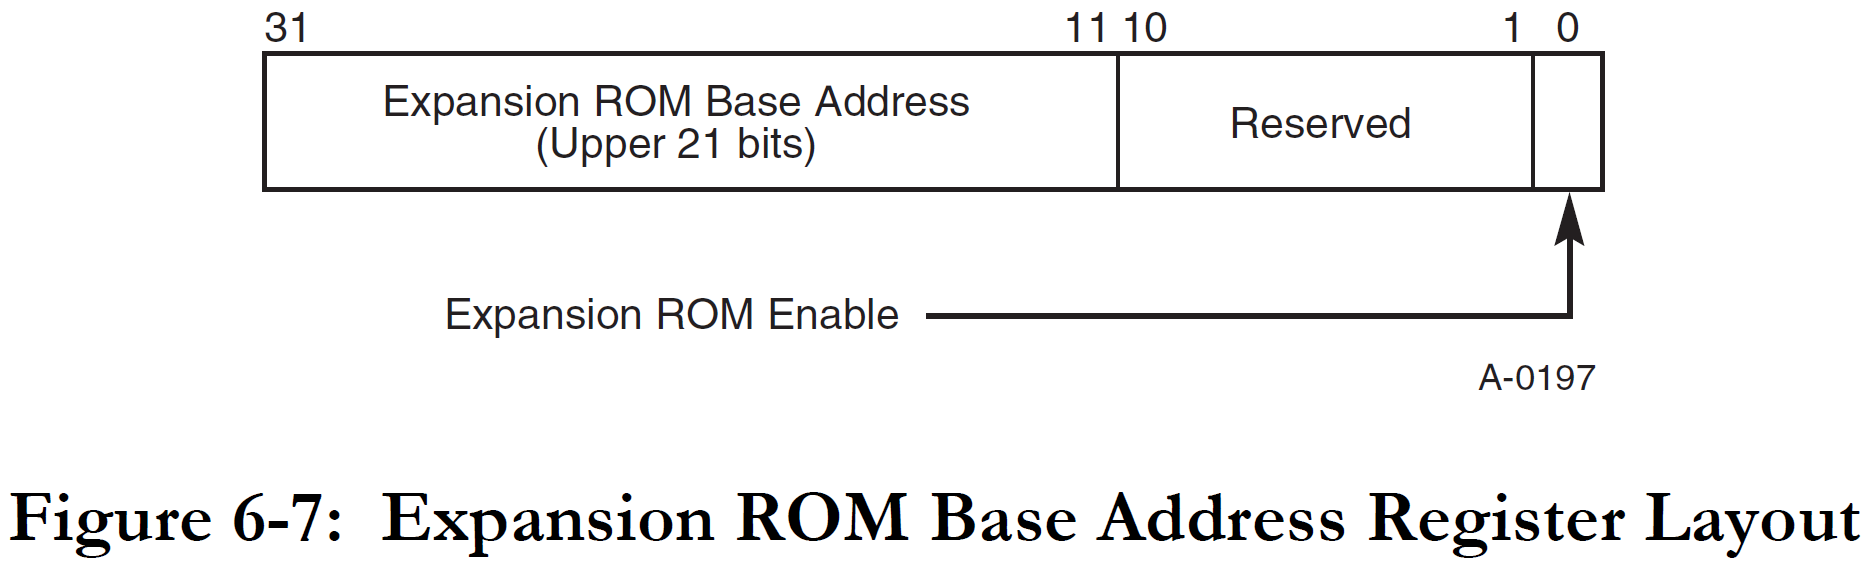 31 11 10 1 0
Expansion ROM Base Address
(Upper 21 bits)
Reserved
Expansion ROM Enable
A-0197
Figure 6-7: Expansion ROM Base Address Register Layout